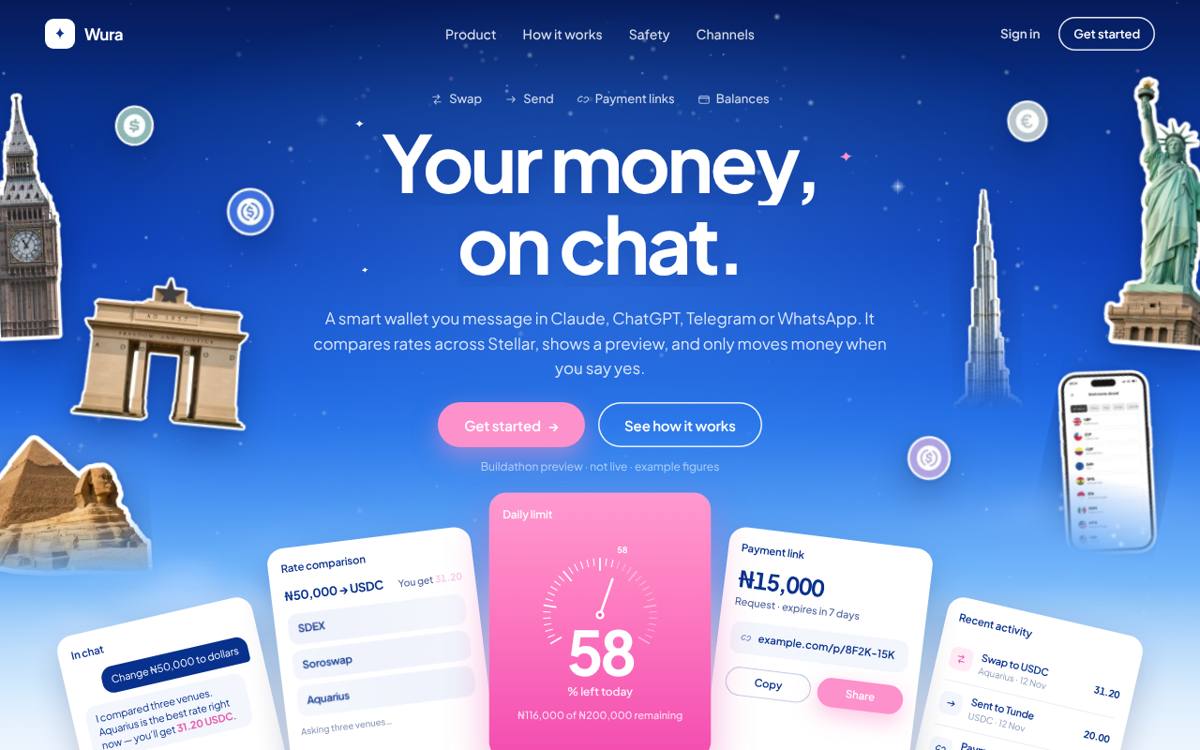 Wura
Product
How it works
Safety
Channels
Sign in
Get started
Swap
Send
Payment links
Balances
Your money,
on chat.
A smart wallet you message in Claude, ChatGPT, Telegram or WhatsApp. It
compares rates across Stellar, shows a preview, and only moves money when
you say yes.
Get started →
See how it works
Buildathon preview · not live · example figures
In chat
Change ₦50,000 to dollars
I compared three venues.
Aquarius is the best rate right
now — you'll get 31.20 USDC.
Rate comparison
₦50,000 → USDC
You get 31.20
SDEX
Soroswap
Aquarius
Asking three venues...
Daily limit
58
58
% left today
₦116,000 of ₦200,000 remaining
Payment link
₦15,000
Request · expires in 7 days
example.com/p/8F2K-15K
Copy
Share
Recent activity
Swap to USDC
Aquarius · 12 Nov
31.20
Sent to Tunde
USDC · 12 Nov
20.00